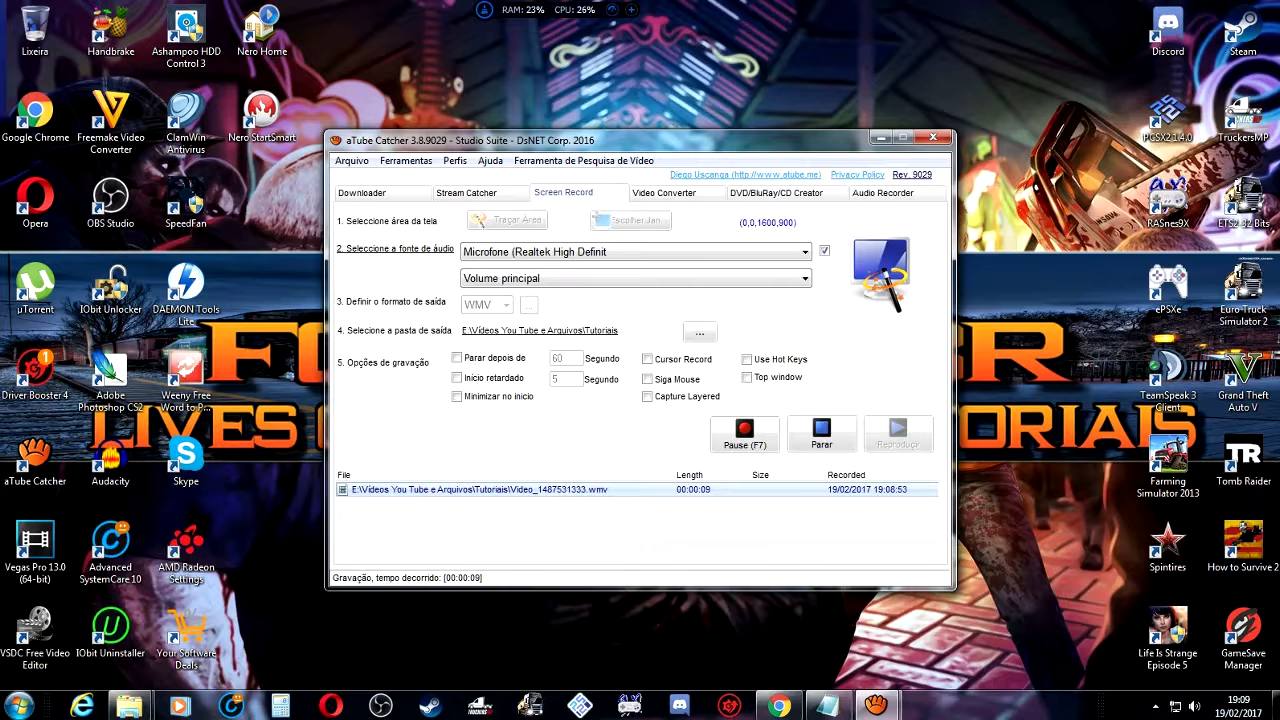 RAM: 23% CPU: 26%
Lixeira
Handbrake
Ashampoo HDD Control 3
Nero Home
Google Chrome
Freemake Video Converter
ClamWin Antivirus
Nero StartSmart
Opera
OBS Studio
SpeedFan
µTorrent
IObit Unlocker
DAEMON Tools Lite
Driver Booster 4
Adobe Photoshop CS2
Weeny Free Word to P...
aTube Catcher
Audacity
Skype
Vegas Pro 13.0 (64-bit)
Advanced SystemCare 10
AMD Radeon Settings
VSDC Free Video Editor
IObit Uninstaller
Your Software Deals
LIVES
aTube Catcher 3.8.9029 - Studio Suite - DsNET Corp. 2016
Arquivo Ferramentas Perfis Ajuda Ferramenta de Pesquisa de Vídeo
Diego Uscanga (http://www.atube.me) Privacy Policy Rev. 9029
Downloader Stream Catcher Screen Record Video Converter DVD/BluRay/CD Creator Audio Recorder
1. Seleccione área da tela Traçar Área Escolher Jan. (0,0,1600,900)
2. Seleccione a fonte de áudio Microfone (Realtek High Definit
Volume principal
3. Definir o formato de saída WMV ...
4. Selecione a pasta de saída E:\Vídeos You Tube e Arquivos\Tutoriais ...
5. Opções de gravação
Parar depois de 60 Segundo Cursor Record Use Hot Keys
Inicio retardado 5 Segundo Siga Mouse Top window
Minimizar no inicio Capture Layered
Pause (F7) Parar Reproduzir
File Length Size Recorded
E:\Vídeos You Tube e Arquivos\Tutoriais\Video_1487531333.wmv 00:00:09 19/02/2017 19:08:53
Gravação, tempo decorrido: [00:00:09]
Discord
Steam
PCSX2 1.4.0
TruckersMP
RASnes9X
ETS2 32 Bits
ePSXe
Euro Truck Simulator 2
TeamSpeak 3 Client
Grand Theft Auto V
Farming Simulator 2013
TR
Tomb Raider
Spintires
How to Survive 2
Life Is Strange Episode 5
GameSave Manager
19:09
19/02/2017